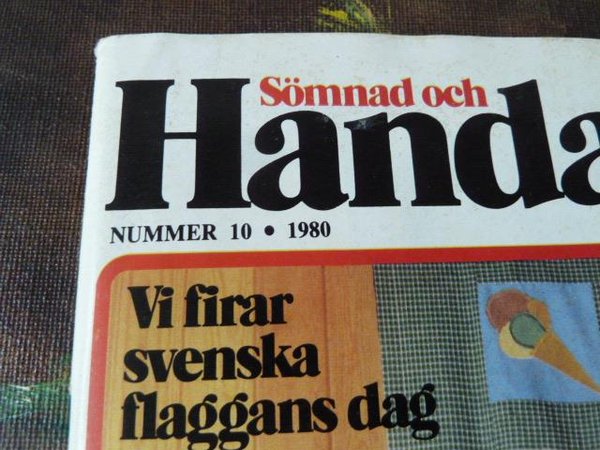 Sömnad och
Handa
NUMMER 10 • 1980
Vi firar
svenska
flaggans dag